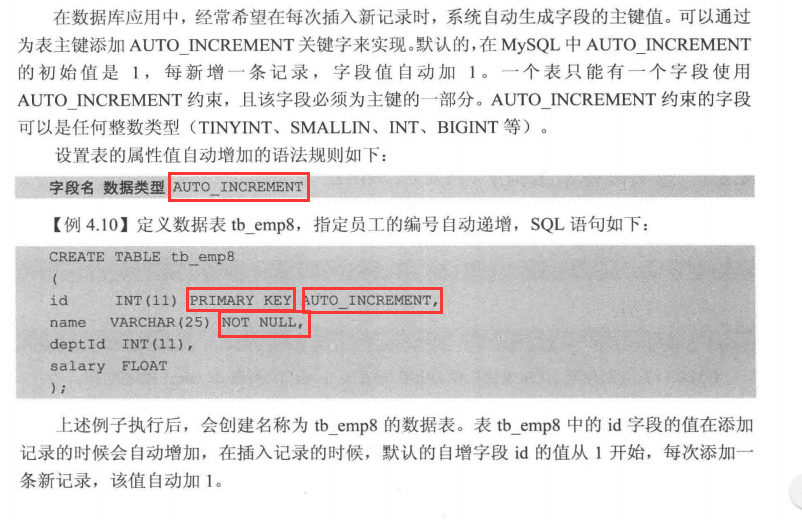 在数据库应用中，经常希望在每次插入新记录时，系统自动生成字段的主键值。可以通过
为表主键添加 AUTO_INCREMENT 关键字来实现。默认的，在 MySQL 中 AUTO_INCREMENT
的初始值是 1，每新增一条记录，字段值自动加 1。一个表只能有一个字段使用
AUTO_INCREMENT 约束，且该字段必须为主键的一部分。AUTO_INCREMENT 约束的字段
可以是任何整数类型（TINYINT、SMALLIN、INT、BIGINT 等）。
设置表的属性值自动增加的语法规则如下：
字段名 数据类型 AUTO_INCREMENT
【例 4.10】定义数据表 tb_emp8，指定员工的编号自动递增，SQL 语句如下：
CREATE TABLE tb_emp8
(
id INT(11) PRIMARY KEY AUTO_INCREMENT,
name VARCHAR(25) NOT NULL,
deptId INT(11),
salary FLOAT
);
上述例子执行后，会创建名称为 tb_emp8 的数据表。表 tb_emp8 中的 id 字段的值在添加
记录的时候会自动增加，在插入记录的时候，默认的自增字段 id 的值从 1 开始，每次添加一
条新记录，该值自动加 1。